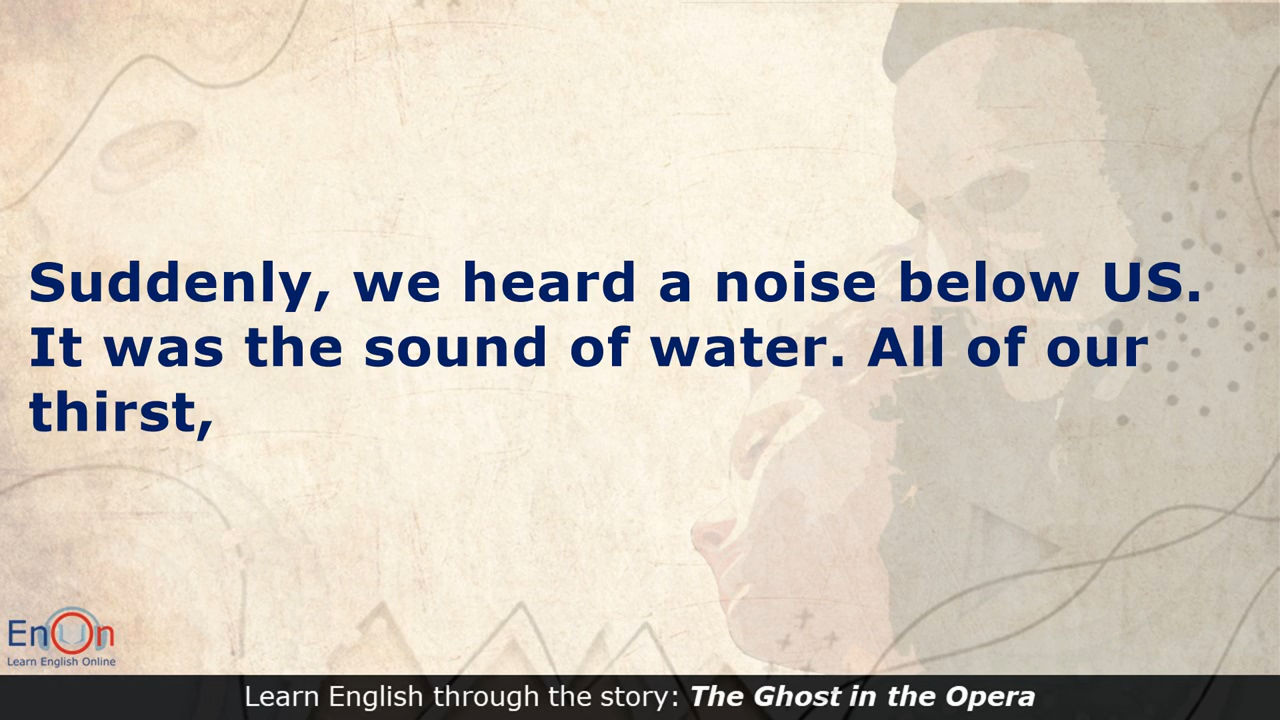 Suddenly, we heard a noise below US.
It was the sound of water. All of our
thirst,
EnOn
Learn English Online
Learn English through the story: The Ghost in the Opera